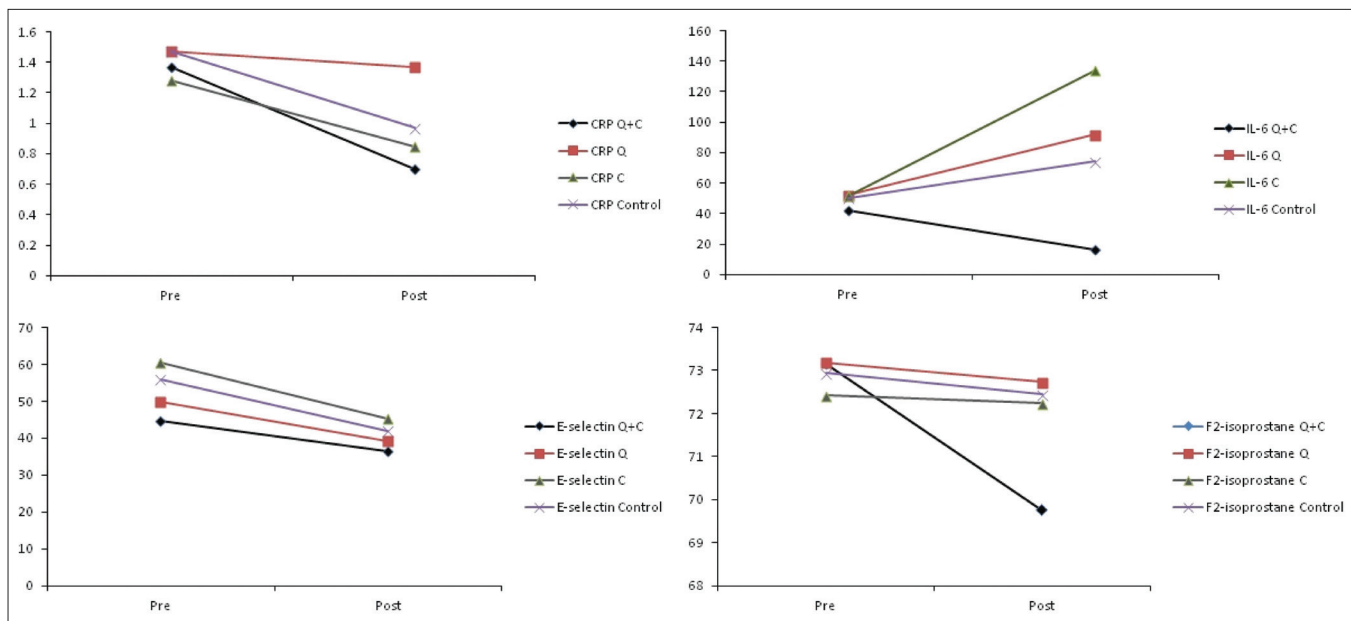 1.6
1.4
1.2
1
0.8
0.6
0.4
0.2
0
Pre Post
CRP Q+C
CRP Q
CRP C
CRP Control
160
140
120
100
80
60
40
20
0
Pre Post
IL-6 Q+C
IL-6 Q
IL-6 C
IL-6 Control
70
60
50
40
30
20
10
0
Pre Post
E-selectin Q+C
E-selectin Q
E-selectin C
E-selectin Control
74
73
72
71
70
69
68
Pre Post
F2-isoprostane Q+C
F2-isoprostane Q
F2-isoprostane C
F2-isoprostane Control